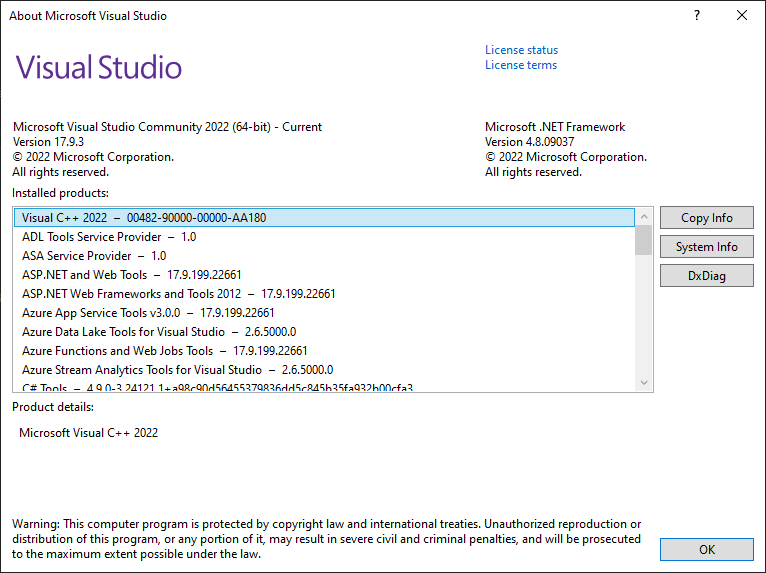 About Microsoft Visual Studio
?
Visual Studio
License status
License terms
Microsoft Visual Studio Community 2022 (64-bit) - Current
Version 17.9.3
© 2022 Microsoft Corporation.
All rights reserved.
Microsoft .NET Framework
Version 4.8.09037
© 2022 Microsoft Corporation.
All rights reserved.
Installed products:
Visual C++ 2022 – 00482-90000-00000-AA180
ADL Tools Service Provider – 1.0
ASA Service Provider – 1.0
ASP.NET and Web Tools – 17.9.199.22661
ASP.NET Web Frameworks and Tools 2012 – 17.9.199.22661
Azure App Service Tools v3.0.0 – 17.9.199.22661
Azure Data Lake Tools for Visual Studio – 2.6.5000.0
Azure Functions and Web Jobs Tools – 17.9.199.22661
Azure Stream Analytics Tools for Visual Studio – 2.6.5000.0
C# Tools – 4.9.0-3.24121.1+a98c90d56455379836dd5c845b35fa932b00cfa3
Copy Info
System Info
DxDiag
Product details:
Microsoft Visual C++ 2022
Warning: This computer program is protected by copyright law and international treaties. Unauthorized reproduction or
distribution of this program, or any portion of it, may result in severe civil and criminal penalties, and will be prosecuted
to the maximum extent possible under the law.
OK